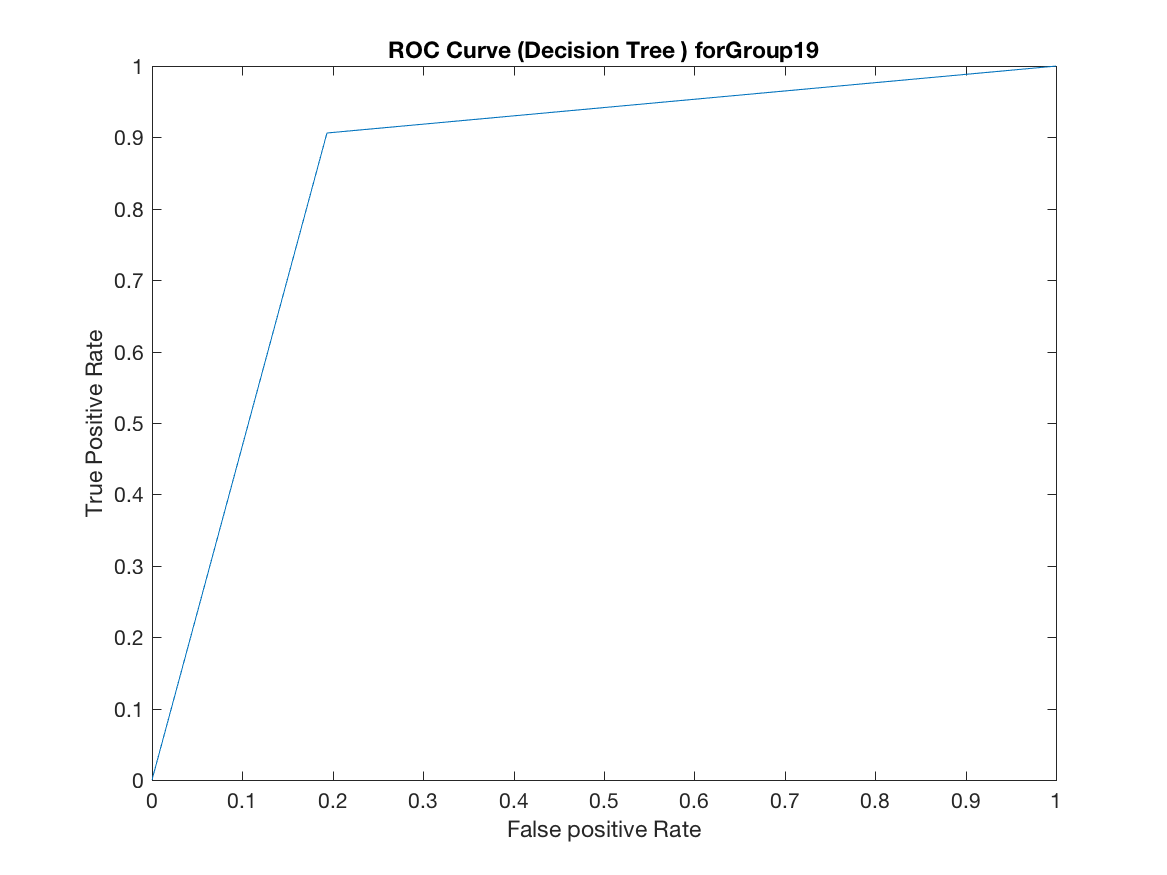 ROC Curve (Decision Tree ) forGroup19
1
0.9
0.8
0.7
0.6
0.5
0.4
0.3
0.2
0.1
0
True Positive Rate
0 0.1 0.2 0.3 0.4 0.5 0.6 0.7 0.8 0.9 1
False positive Rate